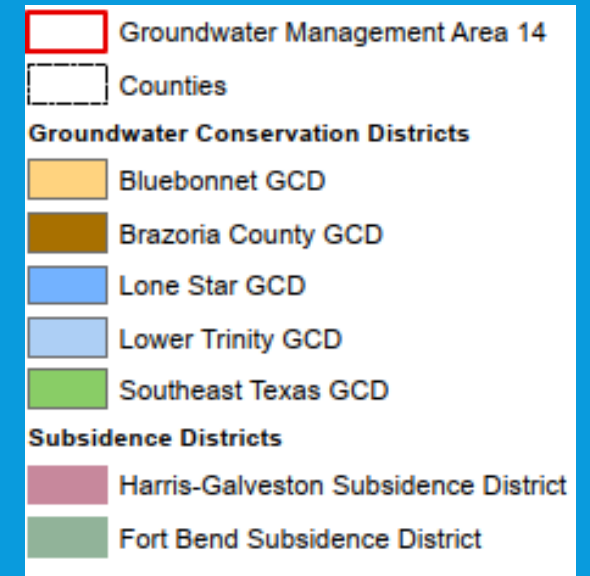 Groundwater Management Area 14
Counties
Groundwater Conservation Districts
Bluebonnet GCD
Brazoria County GCD
Lone Star GCD
Lower Trinity GCD
Southeast Texas GCD
Subsidence Districts
Harris-Galveston Subsidence District
Fort Bend Subsidence District